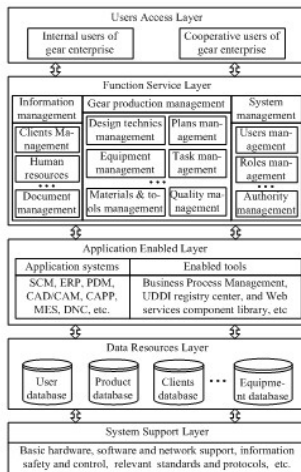 Users Access Layer
Internal users of
gear enterprise
Cooperative users of
gear enterprise
Function Service Layer
Information
management
Clients Ma-
nagement
Human
resources
•••
Document
management
Gear production management
Design technics
management
Plans man-
agement
Equipment
management
Task man-
agement
•••
Materials & to-
ols management
Quality ma-
nagement
System
management
Users man-
agement
Roles man-
agement
•••
Authority
management
Application Enabled Layer
Application systems
SCM, ERP, PDM,
CAD/CAM, CAPP,
MES, DNC, etc.
Enabled tools
Business Process Management,
UDDI registry center, and Web
services component library, etc
Data Resources Layer
User
database
Product
database
Clients
database
•••
Equipme-
nt database
System Support Layer
Basic hardware, software and network support, information
safety and control, relevant standards and protocols, etc.